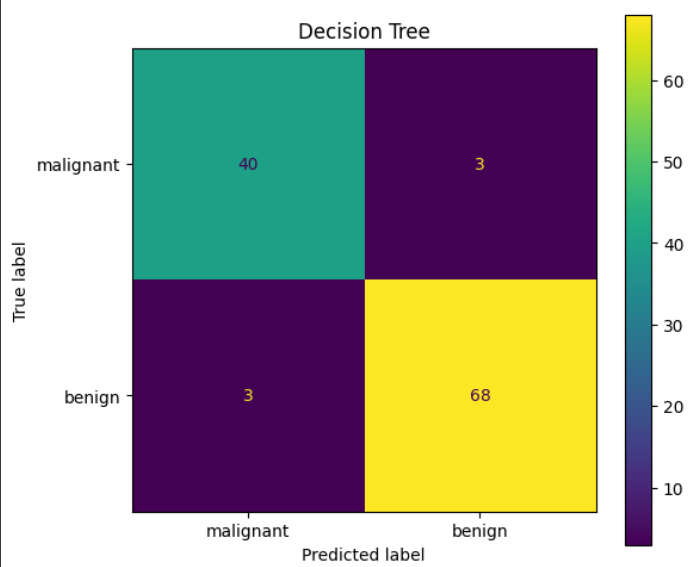 Decision Tree
malignant
40
3
benign
3
68
malignant
benign
Predicted label
True label
60
50
40
30
20
10